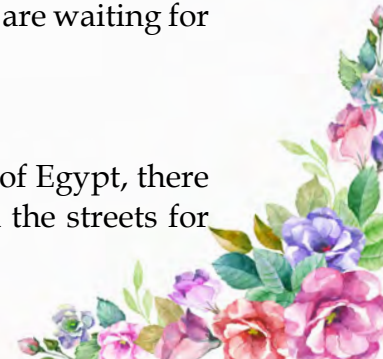 are waiting for
of Egypt, there
the streets for